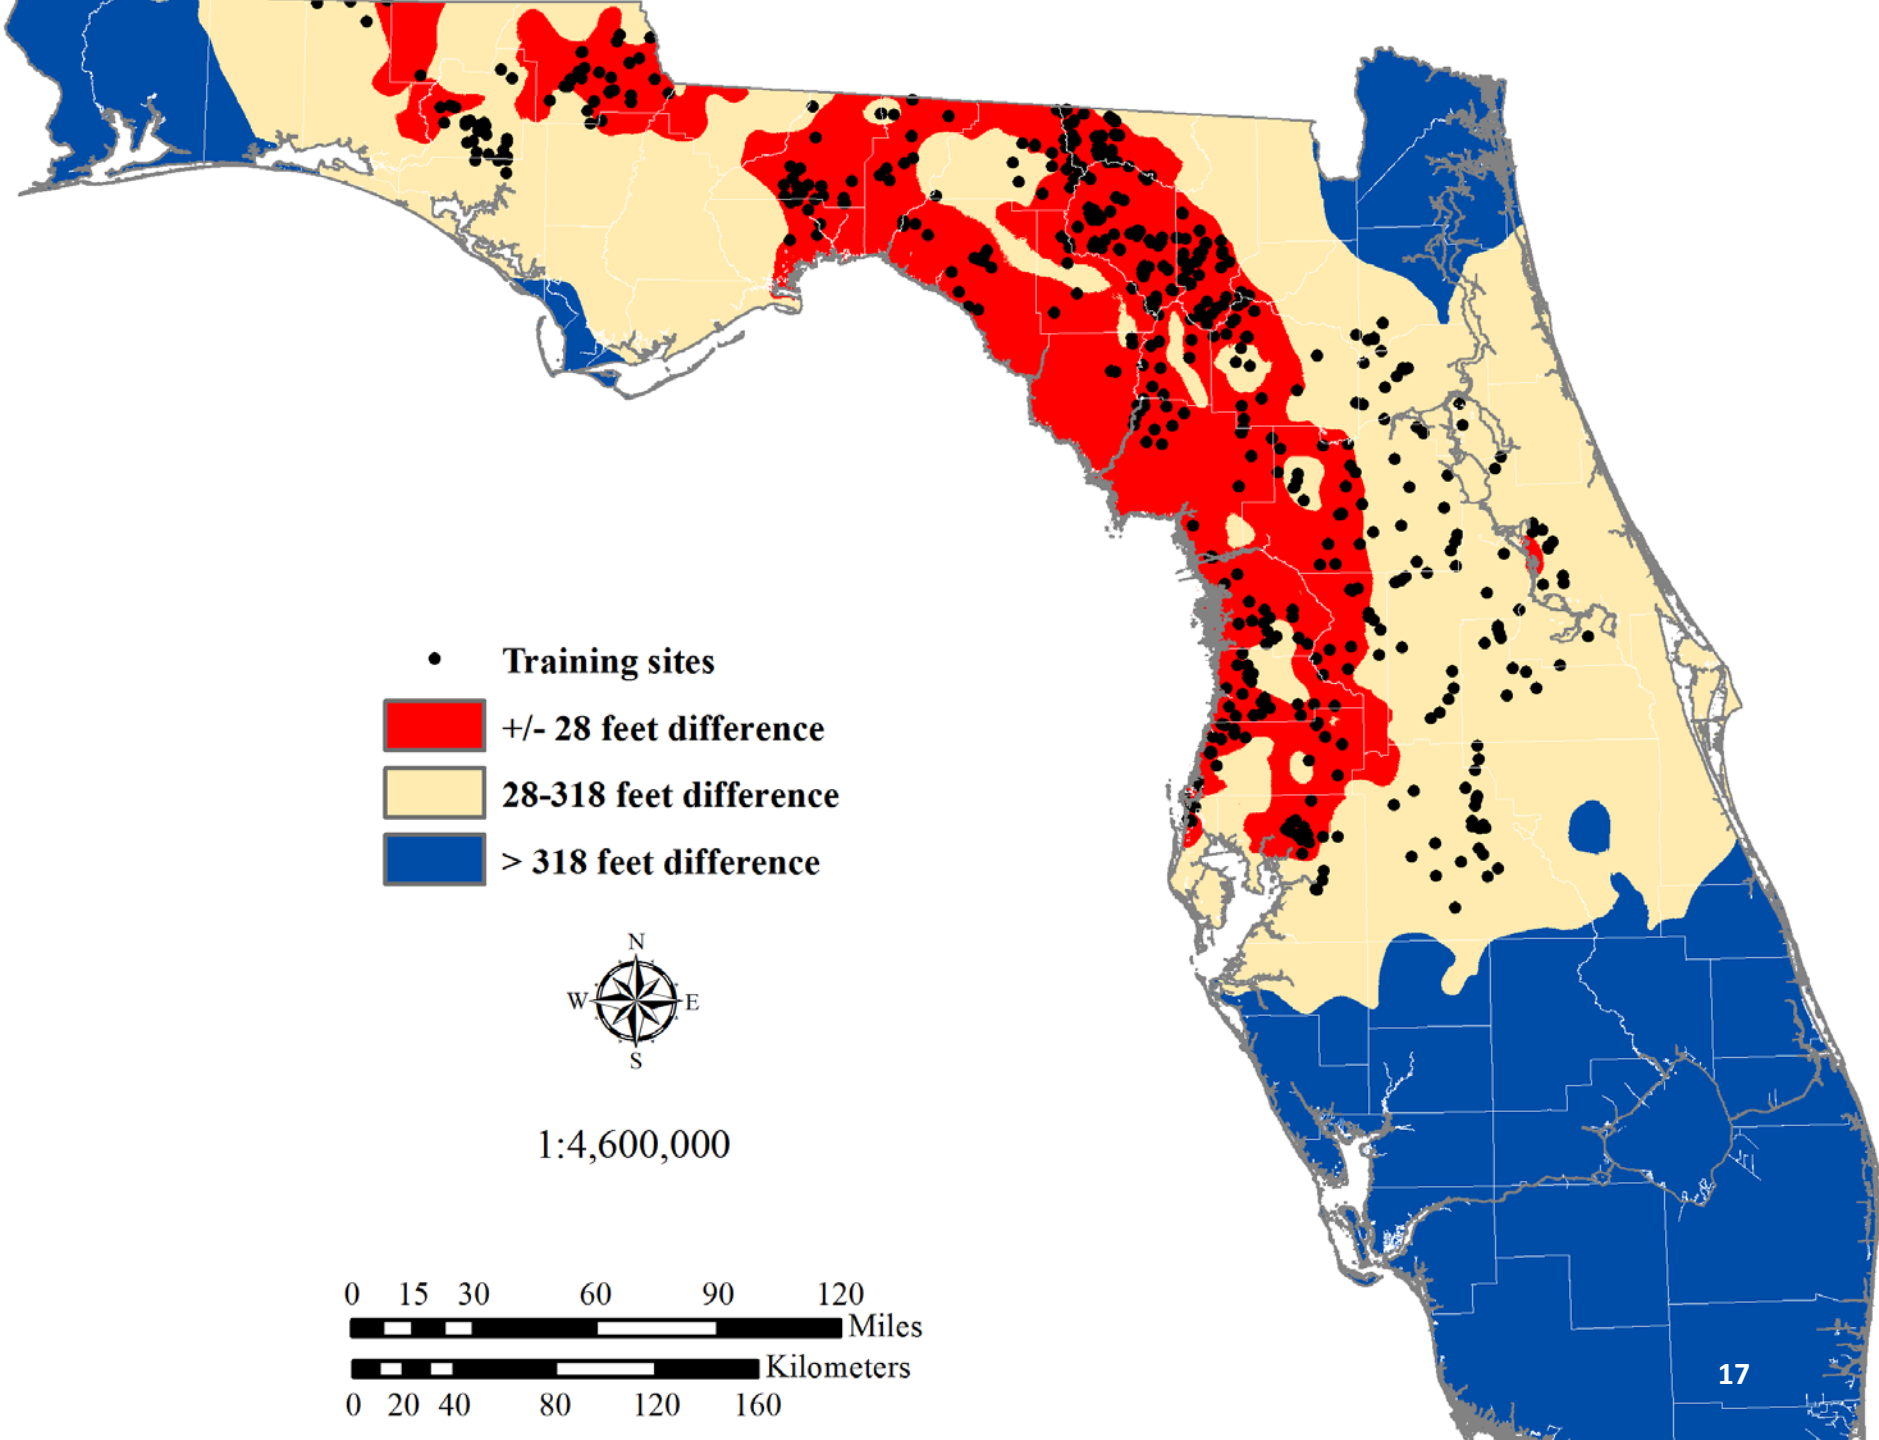 Training sites
+/- 28 feet difference
28-318 feet difference
> 318 feet difference
N
W E
S
1:4,600,000
0 15 30 60 90 120
Miles
Kilometers
0 20 40 80 120 160
17